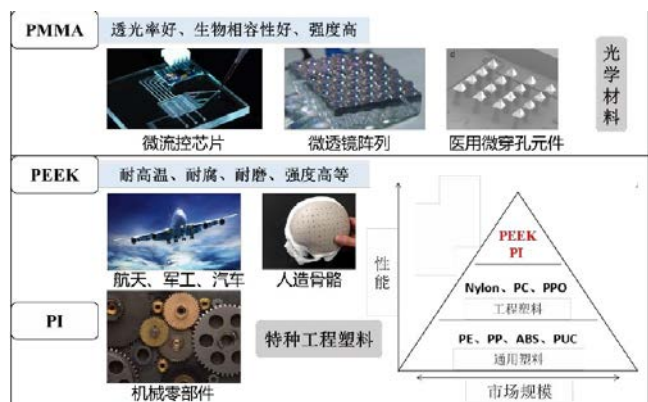 PMMA
透光率好、生物相容性好、强度高
微流控芯片
微透镜阵列
医用微穿孔元件
光学材料
PEEK
耐高温、耐腐、耐磨、强度高等
航天、军工、汽车
人造骨骼
PI
机械零部件
特种工程塑料
性能
PEEK
PI
Nylon、PC、PPO
工程塑料
PE、PP、ABS、PUC
通用塑料
市场规模